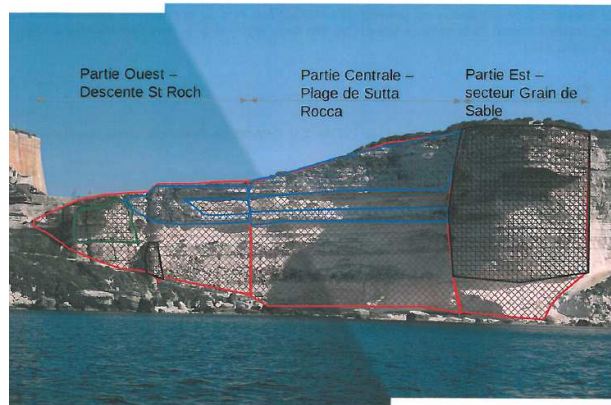 Partie Ouest –
Descente St Roch
Partie Centrale –
Plage de Sutta
Rocca
Partie Est –
secteur Grain de
Sable